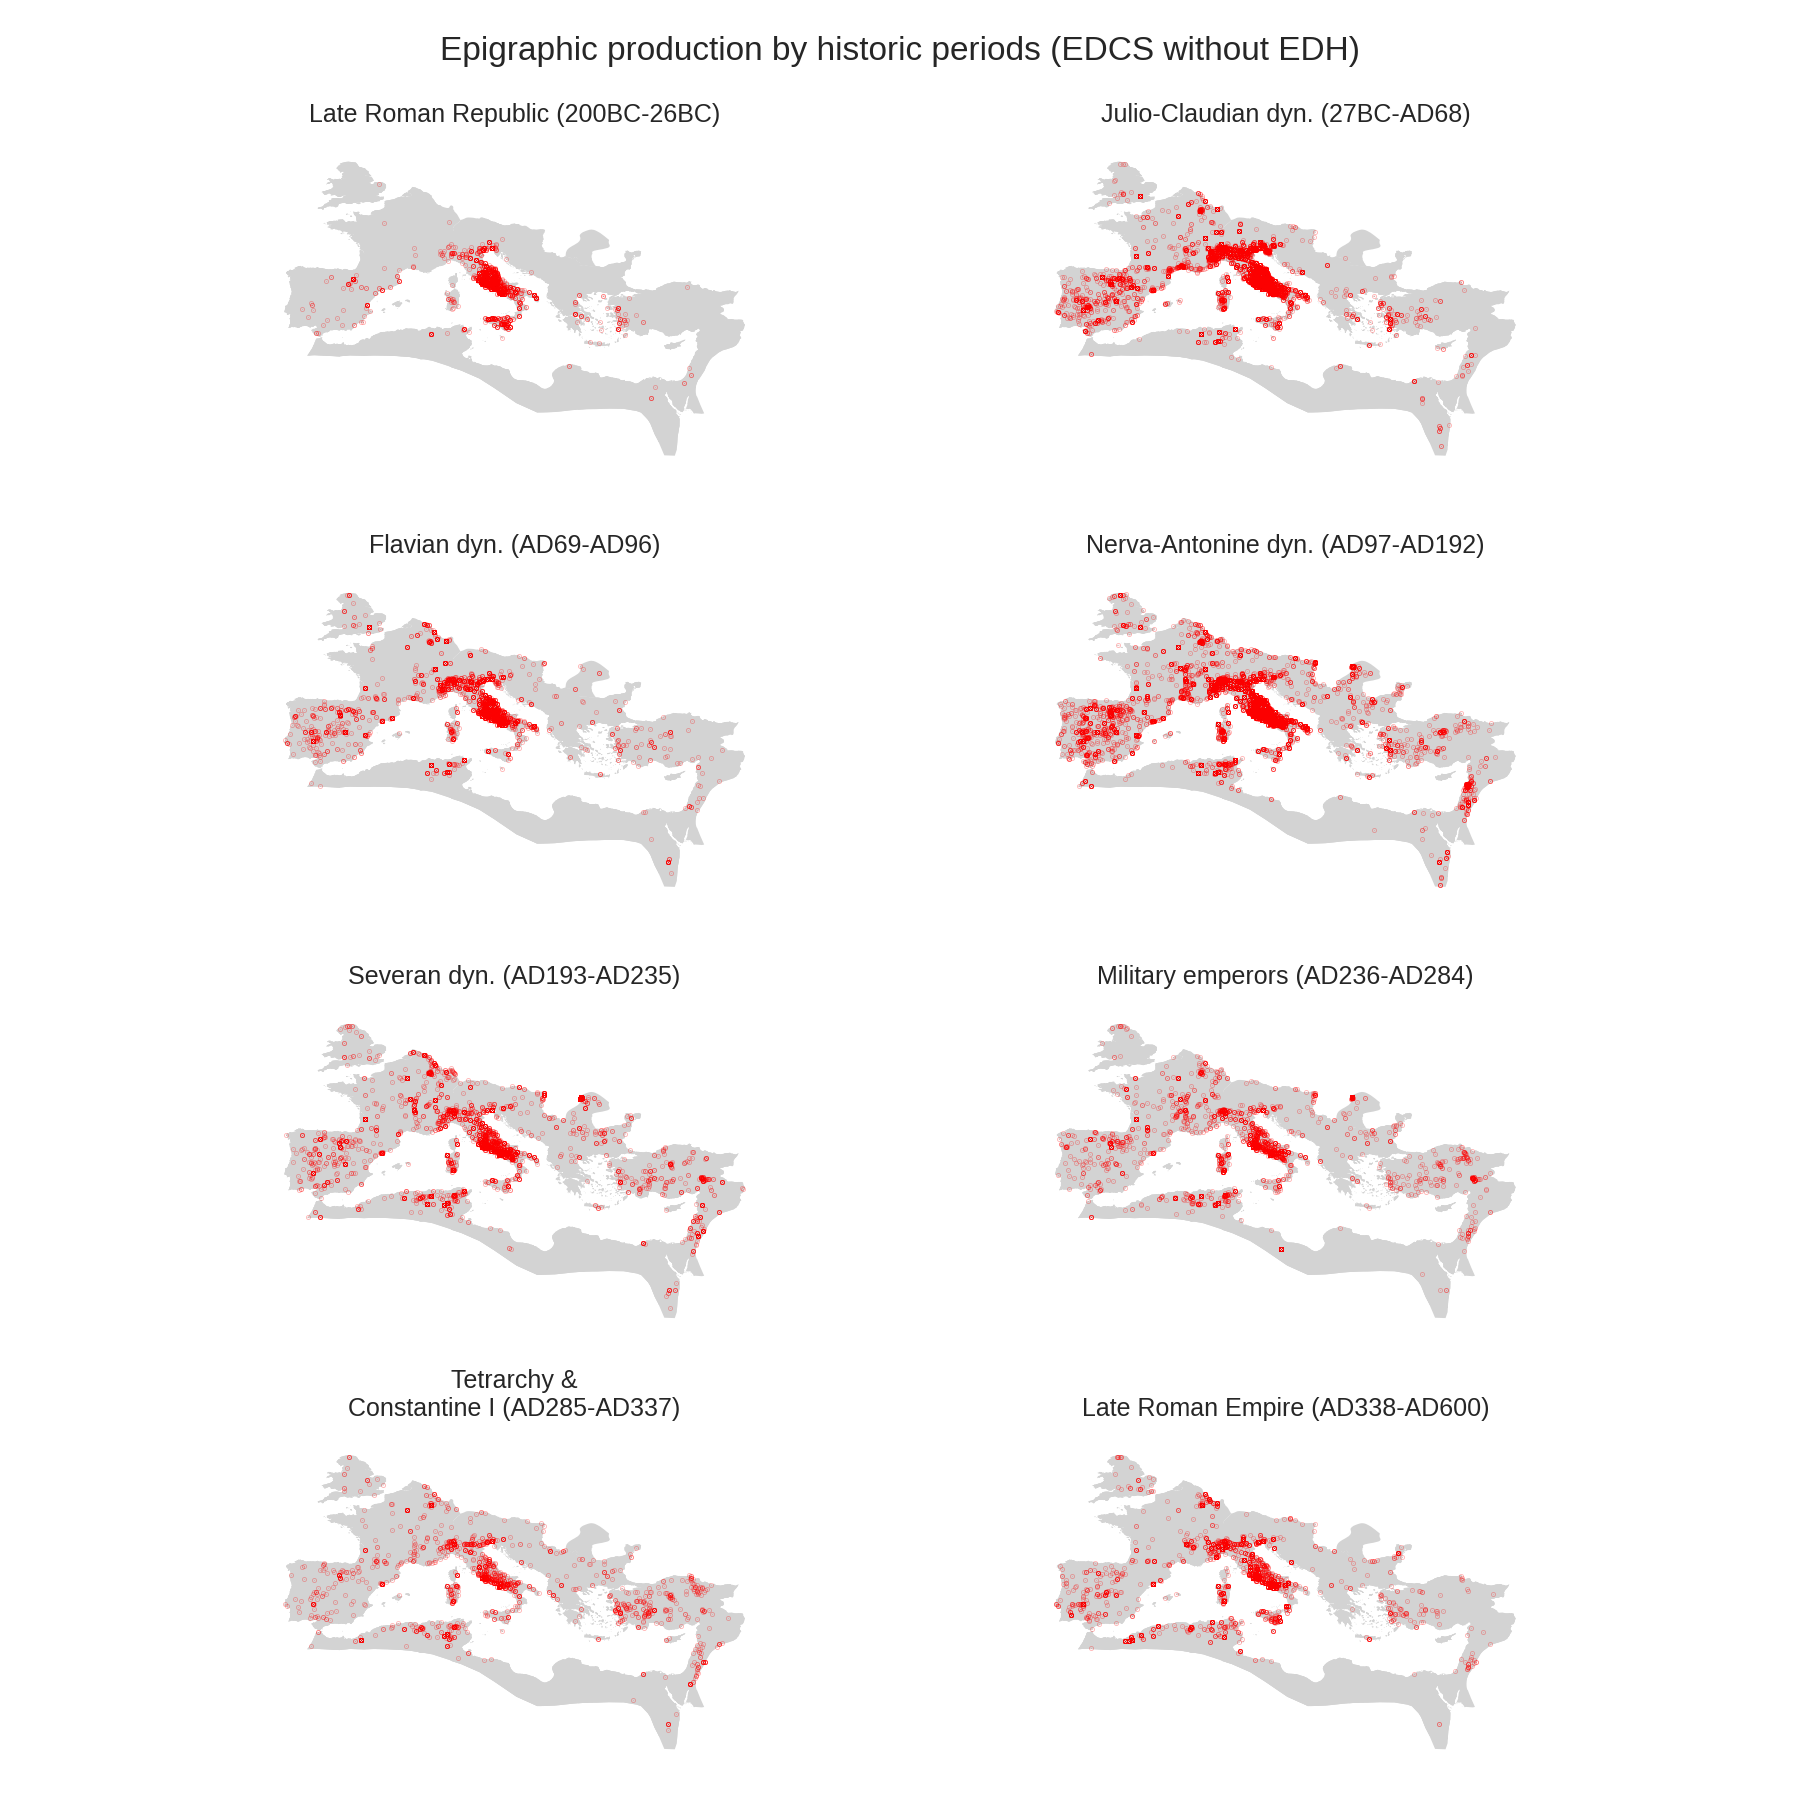 Epigraphic production by historic periods (EDCS without EDH)
Late Roman Republic (200BC-26BC)
Julio-Claudian dyn. (27BC-AD68)
Flavian dyn. (AD69-AD96)
Nerva-Antonine dyn. (AD97-AD192)
Severan dyn. (AD193-AD235)
Military emperors (AD236-AD284)
Tetrarchy &
Constantine I (AD285-AD337)
Late Roman Empire (AD338-AD600)